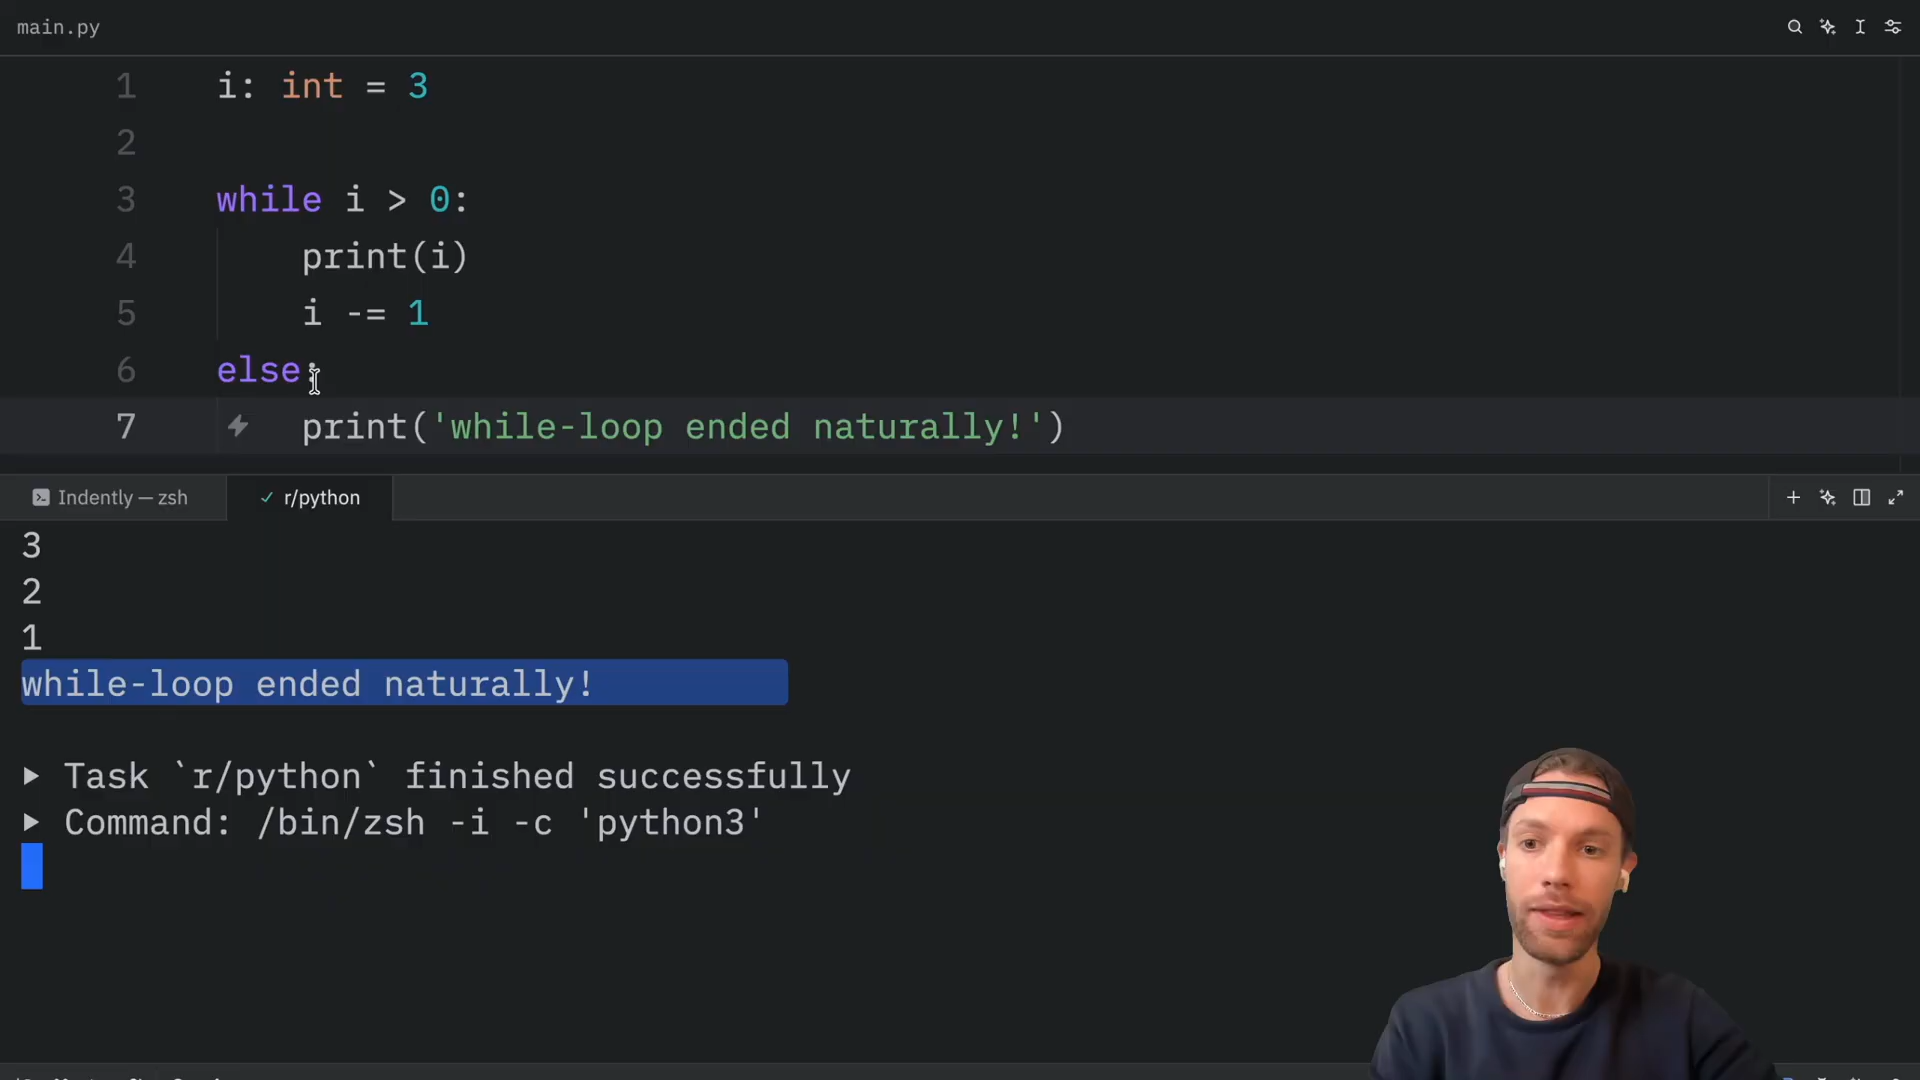 main.py
1 i: int = 3
2
3 while i > 0:
4 print(i)
5 i -= 1
6 else:
7 print('while-loop ended naturally!')
Indently — zsh
r/python
3
2
1
while-loop ended naturally!
Task `r/python` finished successfully
Command: /bin/zsh -i -c 'python3'